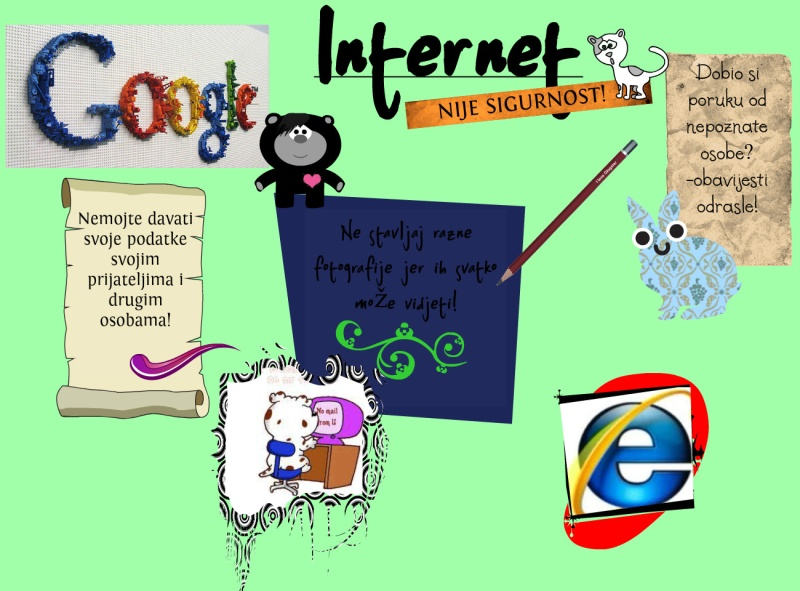 Google
Internet
NIJE SIGURNOST!
Dobio si
poruku od
nepoznate
osobe?
-obavijesti
odrasle!
Nemojte davati
svoje podatke
svojim
prijateljima i
drugim
osobama!
Ne stavljaj razne
fotografije jer ih svatko
moŽe vidjeti!
No mail
from U
e